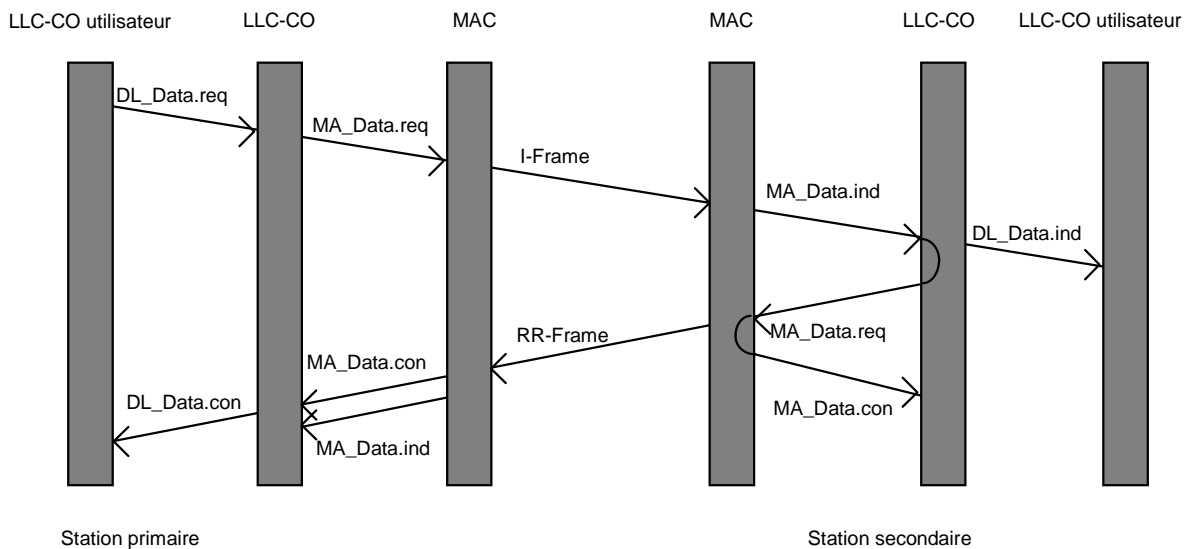 LLC-CO utilisateur
LLC-CO
MAC
MAC
LLC-CO
LLC-CO utilisateur
DL_Data.req
MA_Data.req
I-Frame
MA_Data.ind
DL_Data.ind
MA_Data.req
RR-Frame
MA_Data.con
DL_Data.con
MA_Data.con
MA_Data.ind
Station primaire
Station secondaire